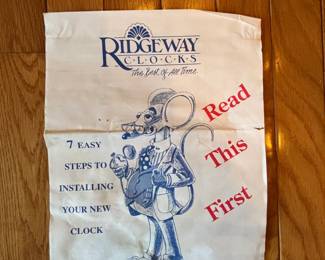 RIDGEWAY
CLOCKS
The Best of All Time
Read
This
First
7 EASY
STEPS TO
INSTALLING
YOUR NEW
CLOCK